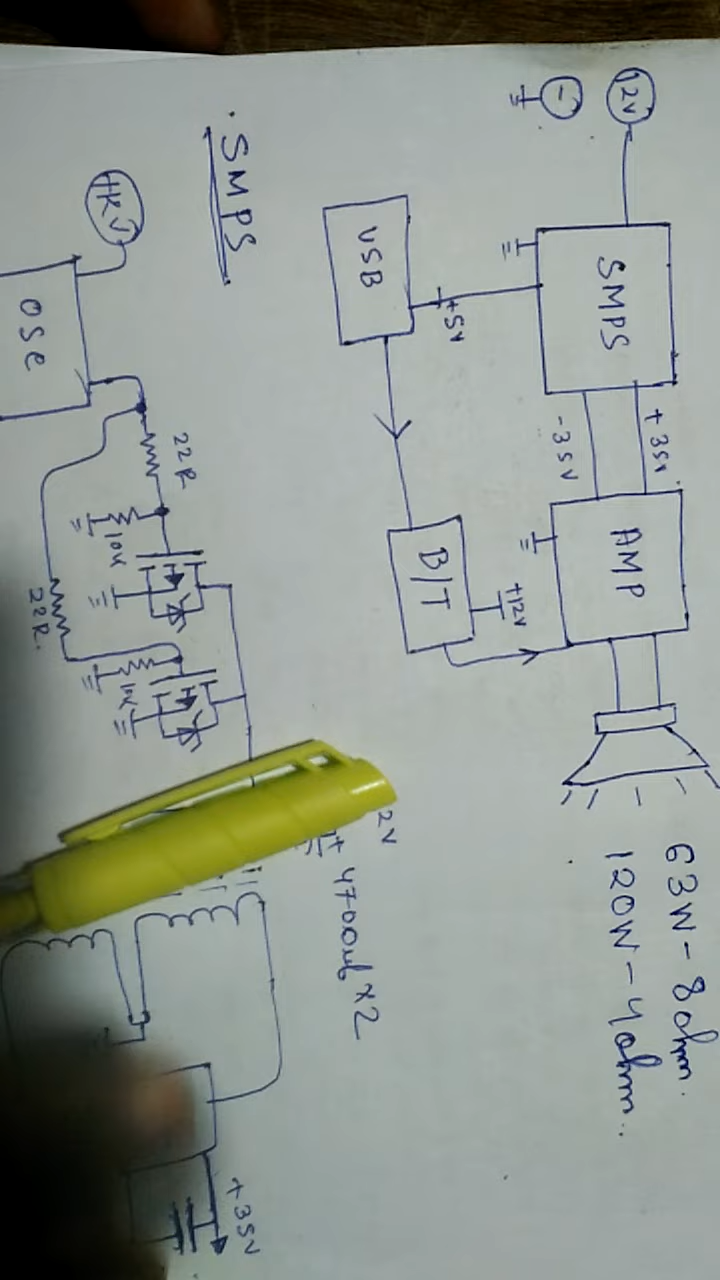 12V
-
SMPS
+35V
-35V
AMP
63W - 8ohm.
120W - 4ohm..
+5V
USB
B/T
+12V
. SMPS
OSC
22R
10K
22R.
10K
2V
+
4700uf x2
+35V